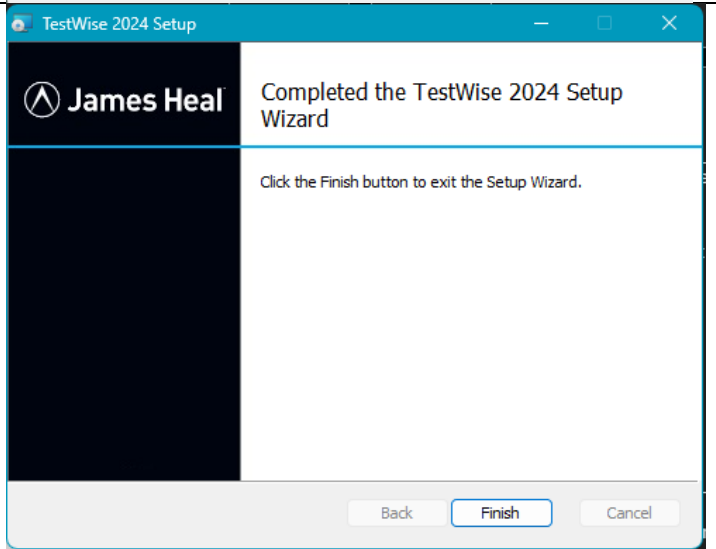 TestWise 2024 Setup
James Heal
Completed the TestWise 2024 Setup
Wizard
Click the Finish button to exit the Setup Wizard.
Back
Finish
Cancel